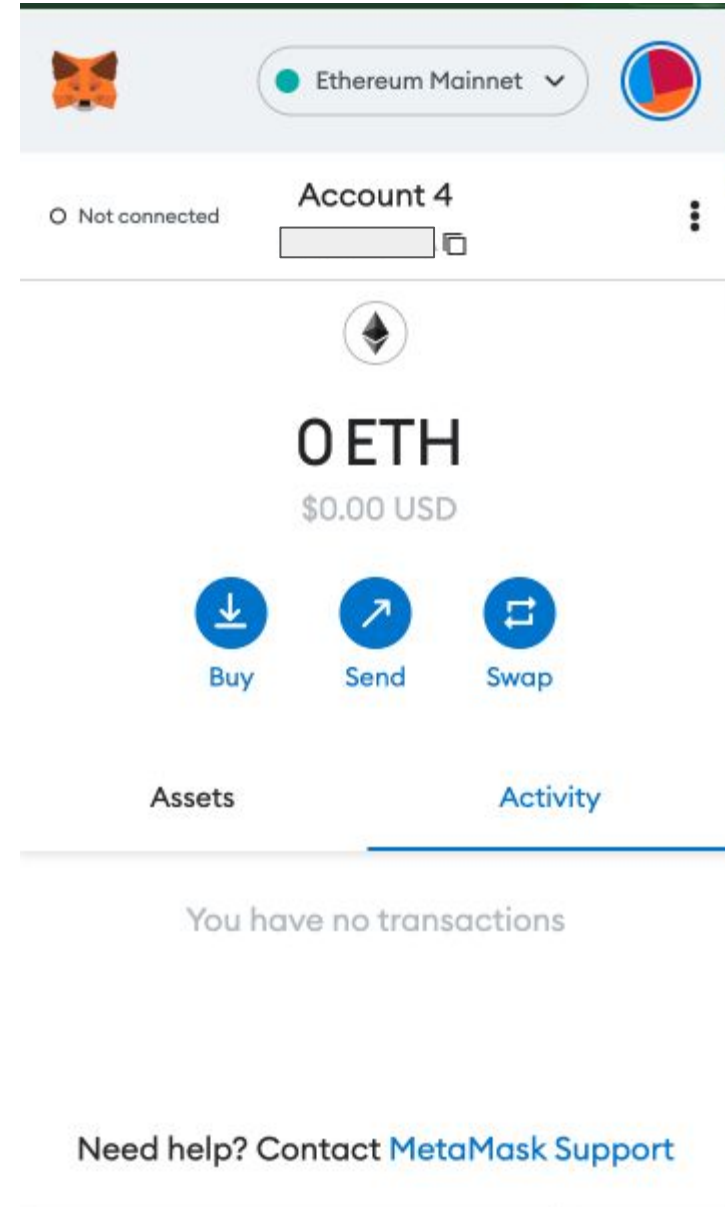 Ethereum Mainnet
Not connected
Account 4
0 ETH
$0.00 USD
Buy Send Swap
Assets Activity
You have no transactions
Need help? Contact MetaMask Support